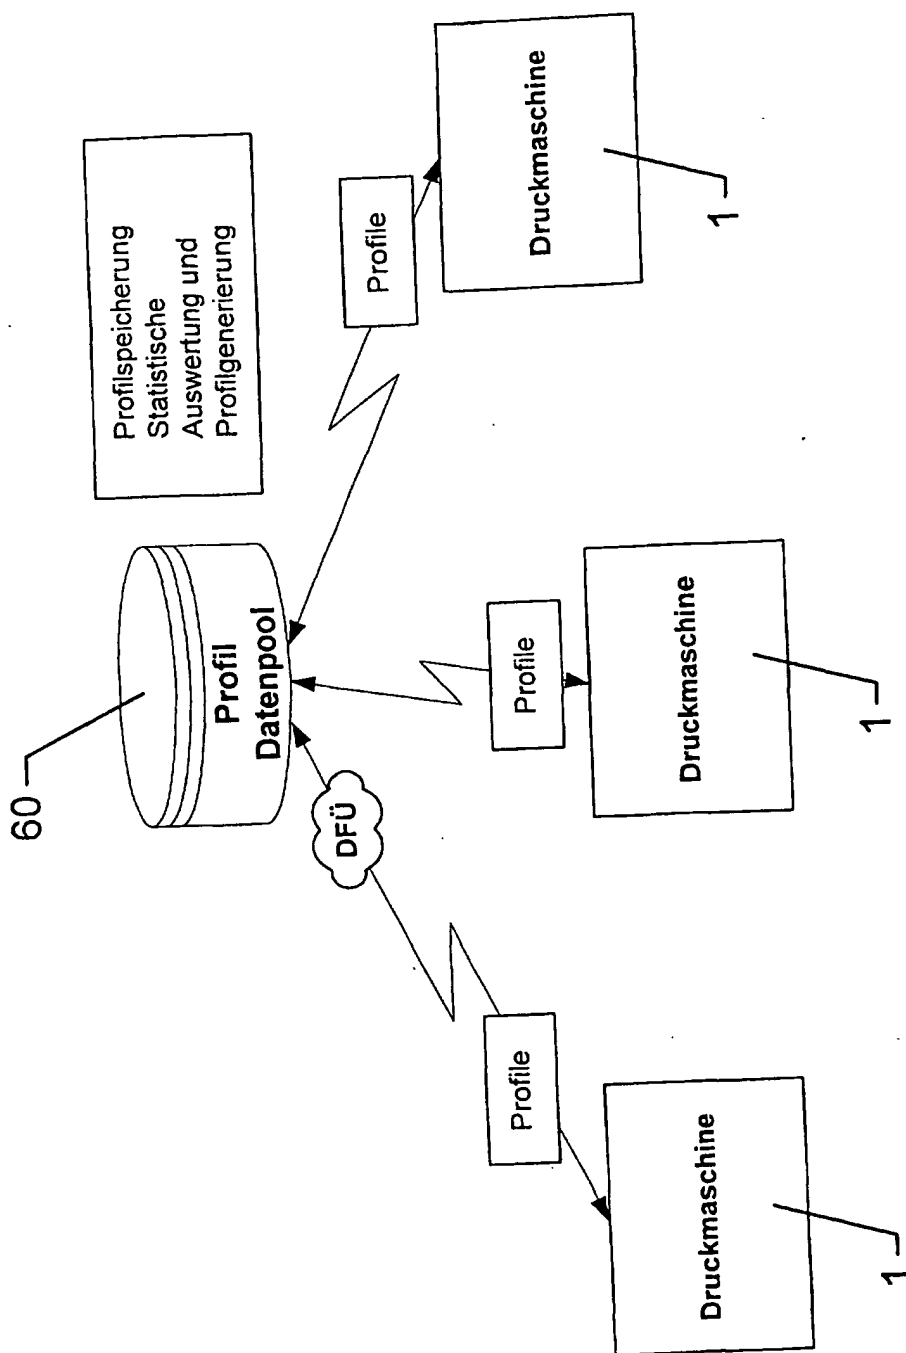 60
Profil
Datenpool
Profilspeicherung
Statistische
Auswertung und
Profilgenerierung
DFÜ
Profile
Profile
Profile
Druckmaschine
Druckmaschine
Druckmaschine
1
1
1